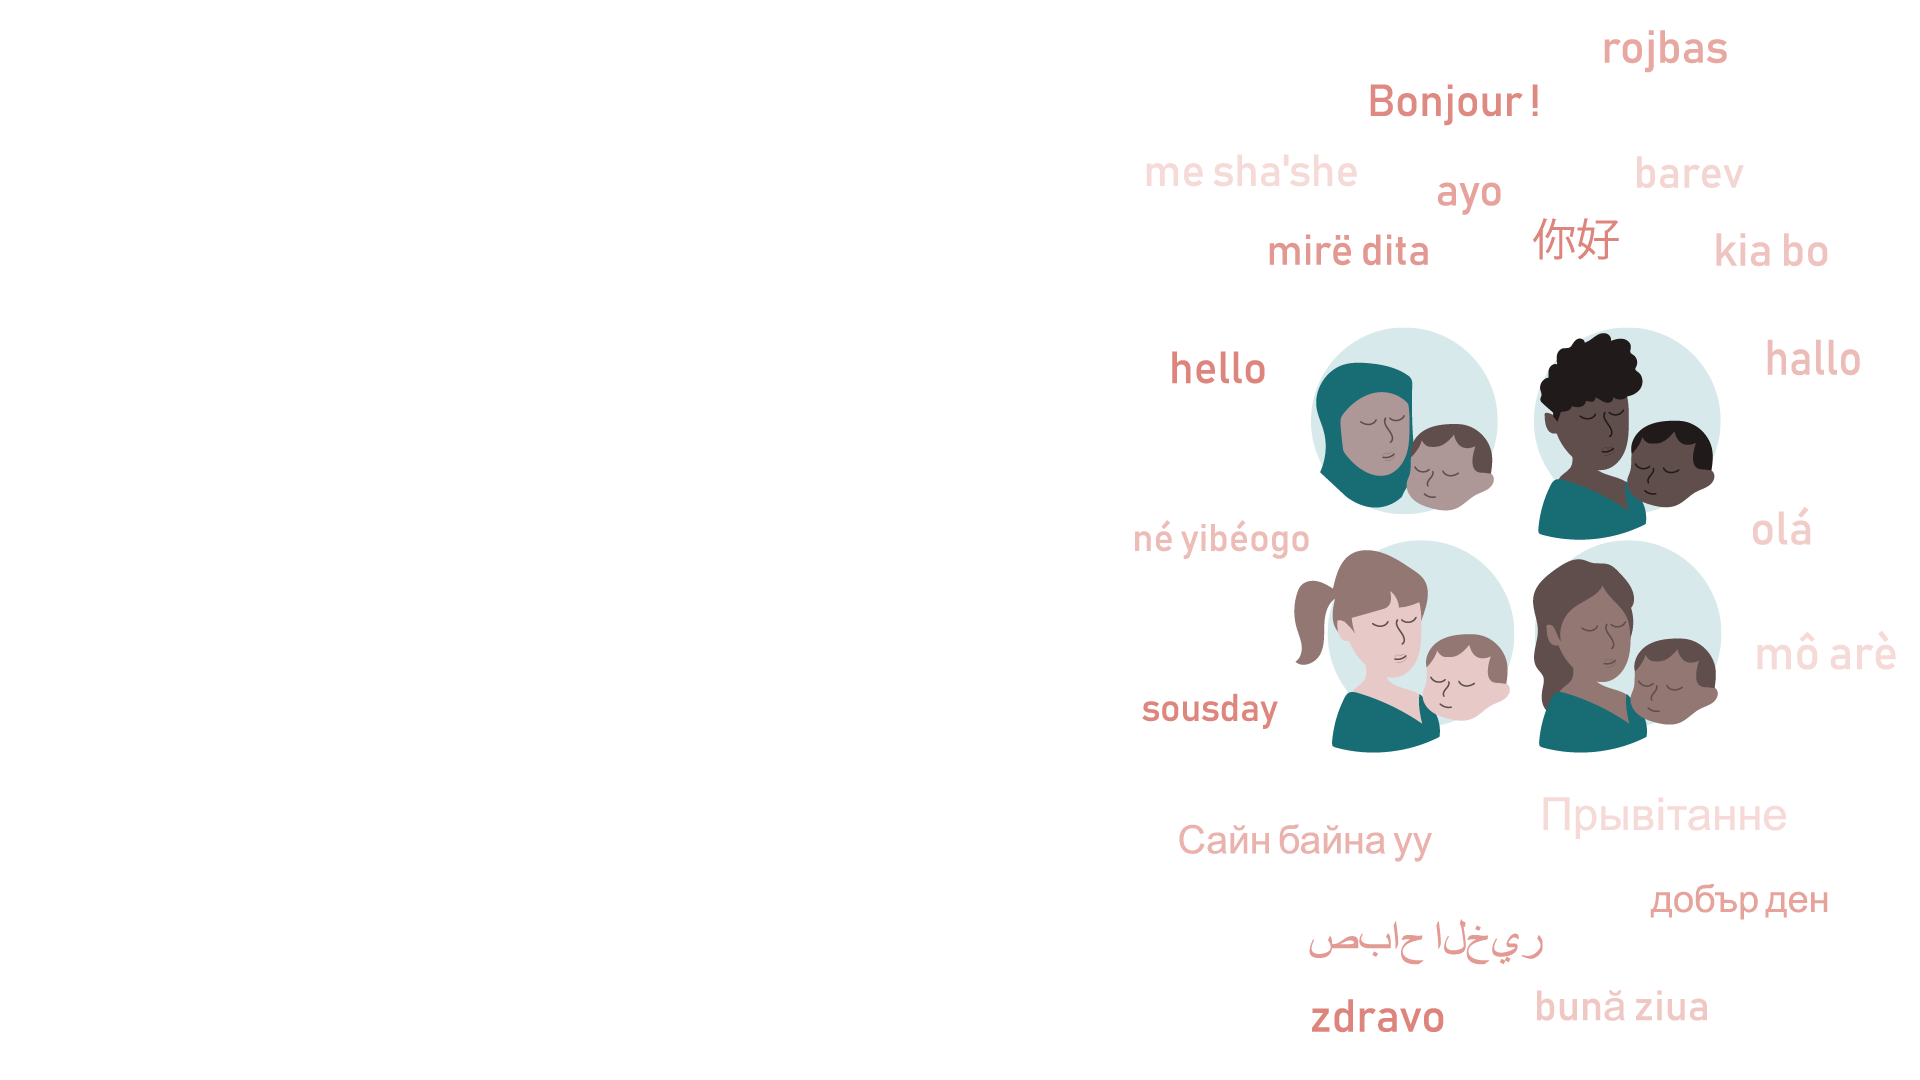 rojbas
Bonjour !
me sha'she
barev
ayo
mirë dita
你好
kia bo
hello
hallo
né yibéogo
olá
mô arè
sousday
Прывітанне
Сайн байна уу
добър ден
صباح الخير
zdravo
bună ziua